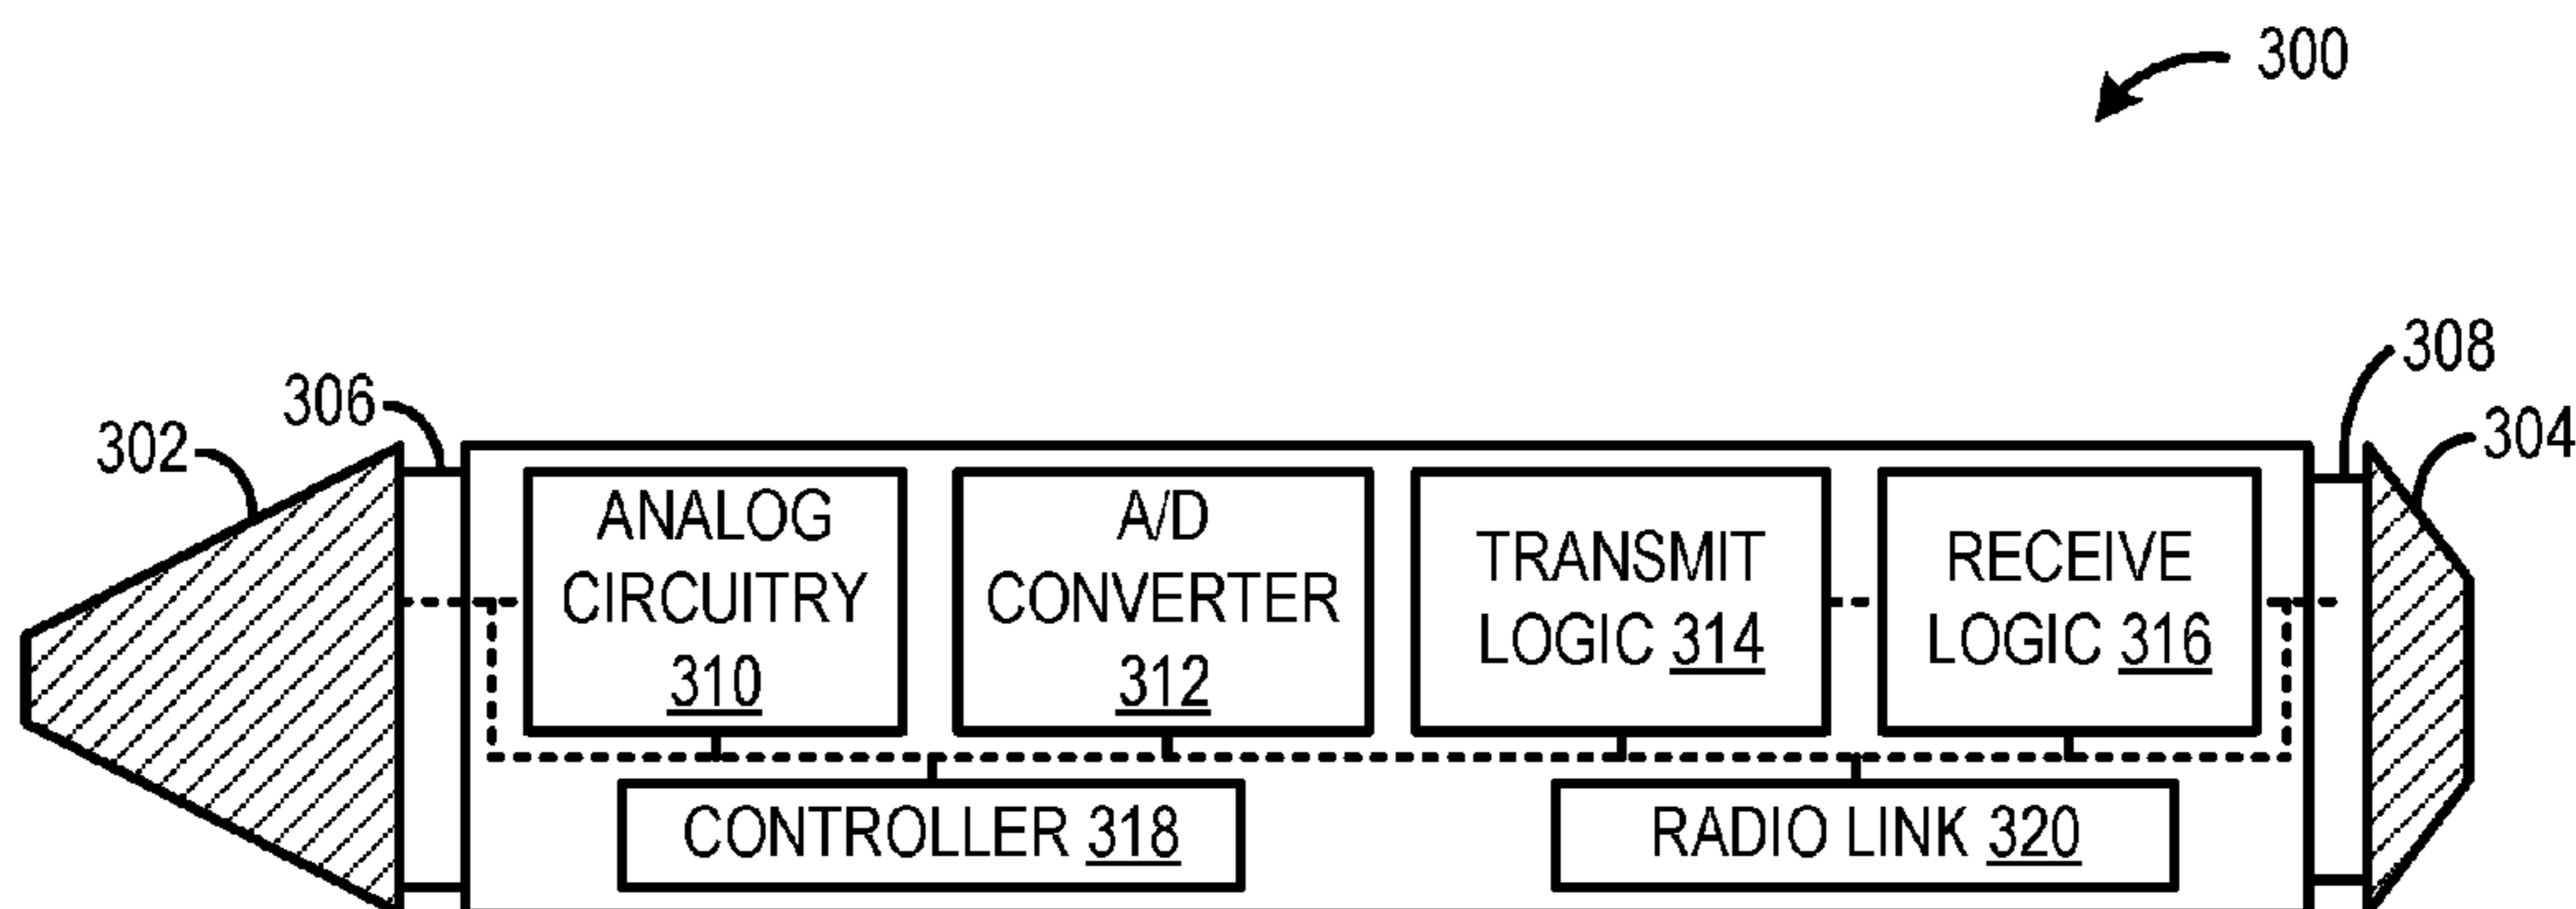 300
308
306
304
302
ANALOG
CIRCUITRY
310
A/D
CONVERTER
312
TRANSMIT
LOGIC 314
RECEIVE
LOGIC 316
CONTROLLER 318
RADIO LINK 320